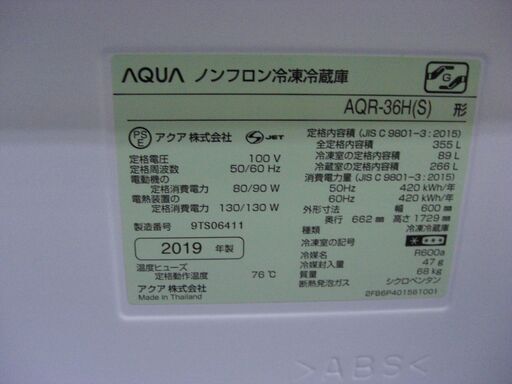 AQUA ノンフロン冷凍冷蔵庫
G
AQR-36H(S) 形
PS E アクア 株式会社 S JET
定格電圧 100 V
定格周波数 50/60 Hz
電動機の
定格消費電力 80/90 W
電熱装置の
定格消費電力 130/130 W
製造番号 9TS06411
2019 年製
温度ヒューズ
定格動作温度 76℃
アクア 株式会社
Made in Thailand
定格内容積 (JIS C 9801-3:2015)
全定格内容積 355 L
冷凍室の定格内容積 89 L
冷蔵室の定格内容積 266 L
消費電力量 (JIS C 9801-3:2015)
50Hz 420 kWh/年
60Hz 420 kWh/年
外形寸法 幅 600 mm
奥行 662 mm 高さ 1729 mm
種類 冷凍冷蔵庫
冷凍室の記号
冷媒名 R600a
冷媒封入量 47 g
質量 68 kg
断熱発泡ガス シクロペンタン
2FB6P40156T001
>ABS<